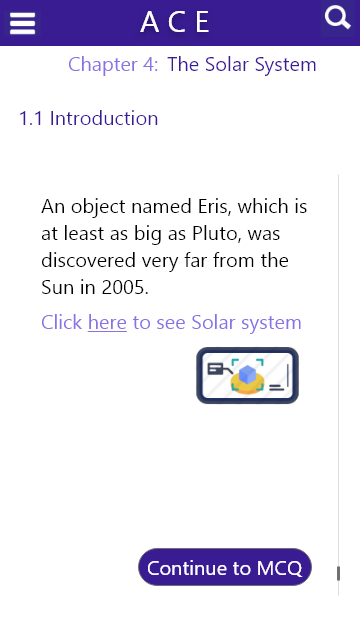 A C E
Chapter 4: The Solar System
1.1 Introduction
An object named Eris, which is
at least as big as Pluto, was
discovered very far from the
Sun in 2005.
Click here to see Solar system
Continue to MCQ